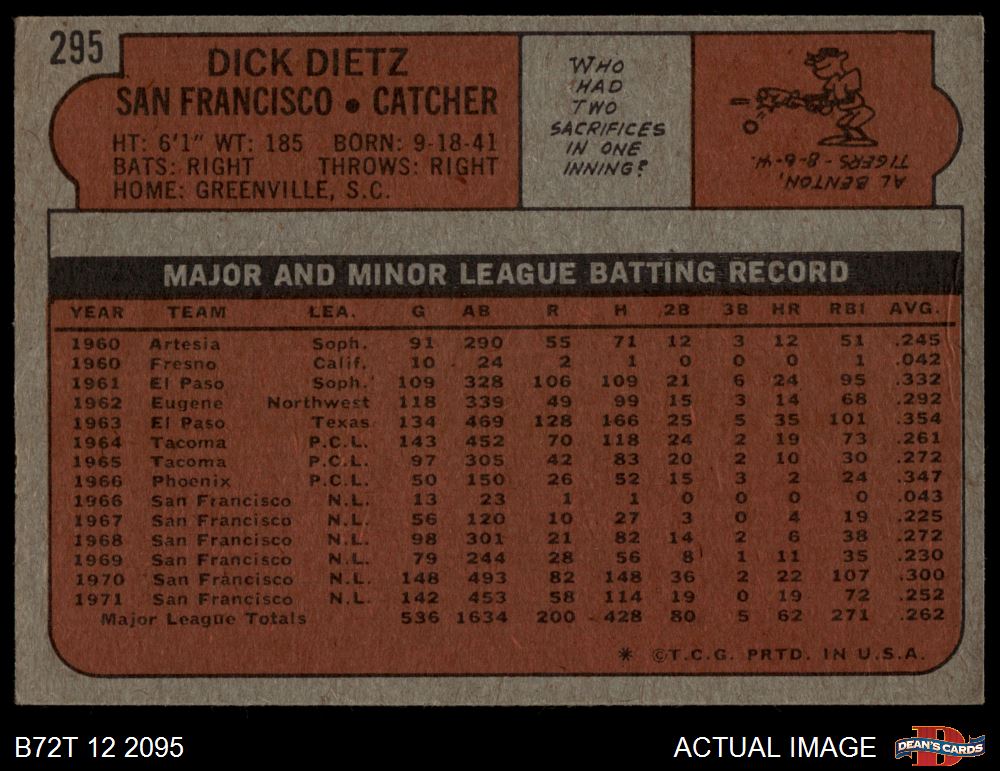 295
DICK DIETZ
SAN FRANCISCO • CATCHER
HT: 6'1" WT: 185 BORN: 9-18-41
BATS: RIGHT THROWS: RIGHT
HOME: GREENVILLE, S.C.
WHO
HAD
TWO
SACRIFICES
IN ONE
INNING?
AL BENTON,
TIGERS - 8-6-41.
MAJOR AND MINOR LEAGUE BATTING RECORD
YEAR TEAM LEA. G AB R H 2B 3B HR RBI AVG.
1960 Artesia Soph. 91 290 55 71 12 3 12 51 .245
1960 Fresno Calif. 10 24 2 1 0 0 0 1 .042
1961 El Paso Soph. 109 328 106 109 21 6 24 95 .332
1962 Eugene Northwest 118 339 49 99 15 3 14 68 .292
1963 El Paso Texas 134 469 128 166 25 5 35 101 .354
1964 Tacoma P.C.L. 143 452 70 118 24 2 19 73 .261
1965 Tacoma P.C.L. 97 305 42 83 20 2 10 30 .272
1966 Phoenix P.C.L. 50 150 26 52 15 3 2 24 .347
1966 San Francisco N.L. 13 23 1 1 0 0 0 0 .043
1967 San Francisco N.L. 56 120 10 27 3 0 4 19 .225
1968 San Francisco N.L. 98 301 21 82 14 2 6 38 .272
1969 San Francisco N.L. 79 244 28 56 8 1 11 35 .230
1970 San Francisco N.L. 148 493 82 148 36 2 22 107 .300
1971 San Francisco N.L. 142 453 58 114 19 0 19 72 .252
Major League Totals 536 1634 200 428 80 5 62 271 .262
* ©T.C.G. PRTD. IN U.S.A.
B72T 12 2095
ACTUAL IMAGE
D
DEAN'S CARDS